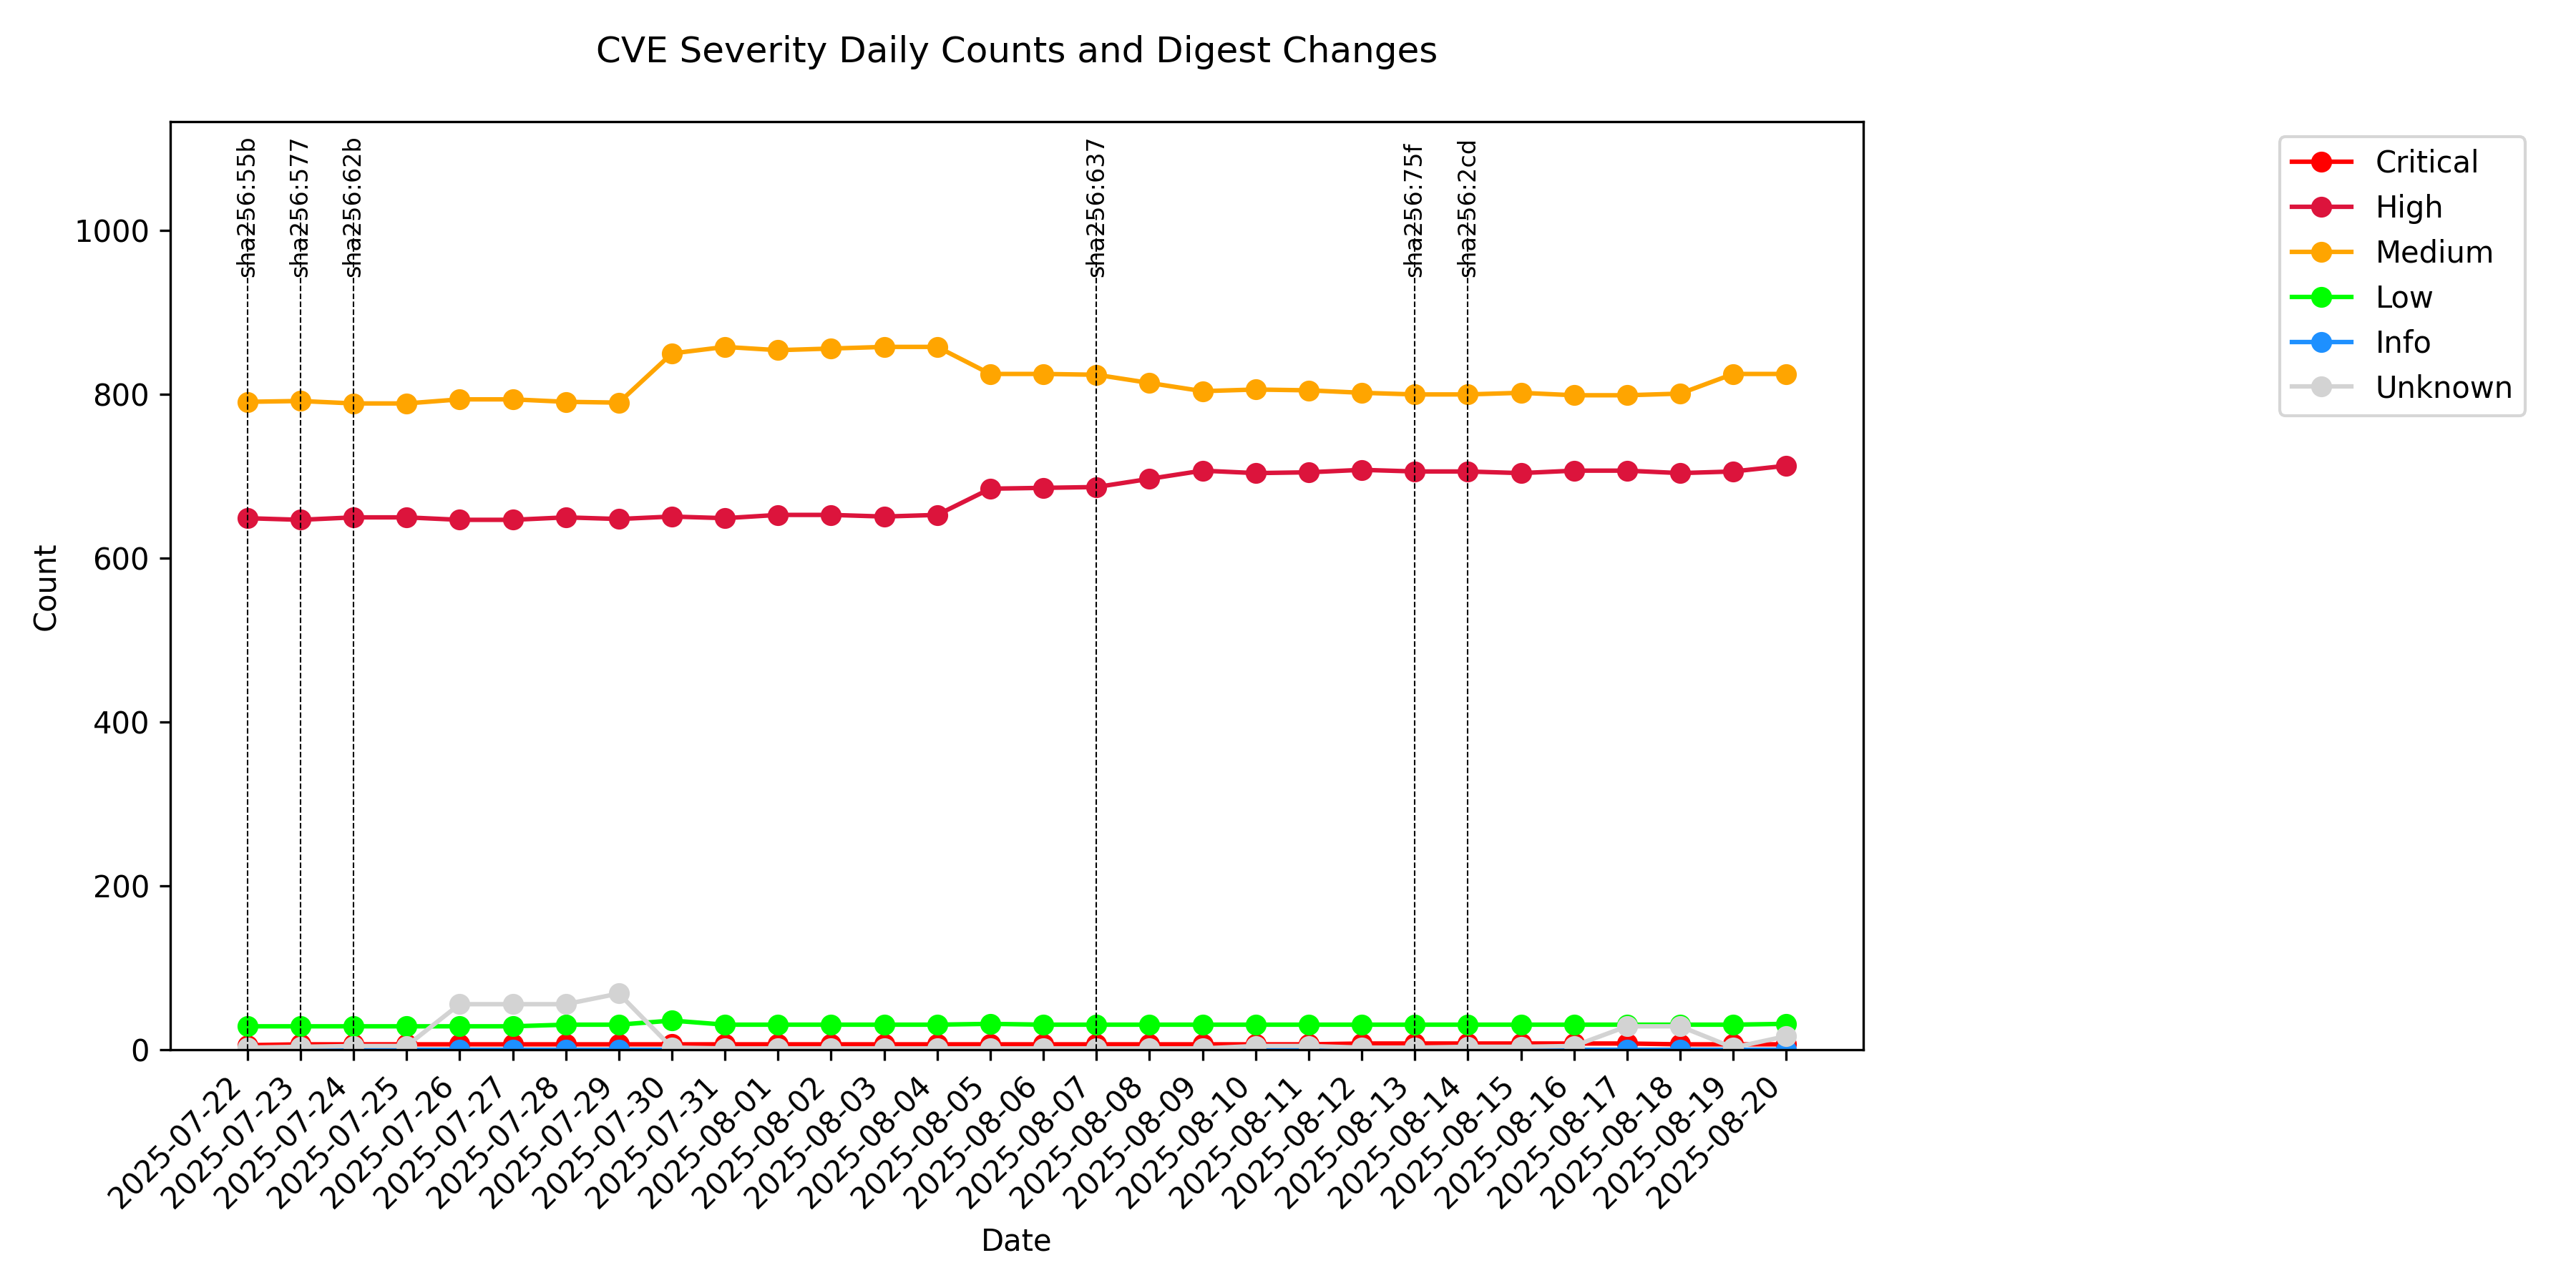 CVE Severity Daily Counts and Digest Changes
sha256:55b
sha256:577
sha256:62b
sha256:637
sha256:75f
sha256:2cd
Critical
High
Medium
Low
Info
Unknown
Count
1000
800
600
400
200
0
2025-07-22
2025-07-23
2025-07-24
2025-07-25
2025-07-26
2025-07-27
2025-07-28
2025-07-29
2025-07-30
2025-07-31
2025-08-01
2025-08-02
2025-08-03
2025-08-04
2025-08-05
2025-08-06
2025-08-07
2025-08-08
2025-08-09
2025-08-10
2025-08-11
2025-08-12
2025-08-13
2025-08-14
2025-08-15
2025-08-16
2025-08-17
2025-08-18
2025-08-19
2025-08-20
Date